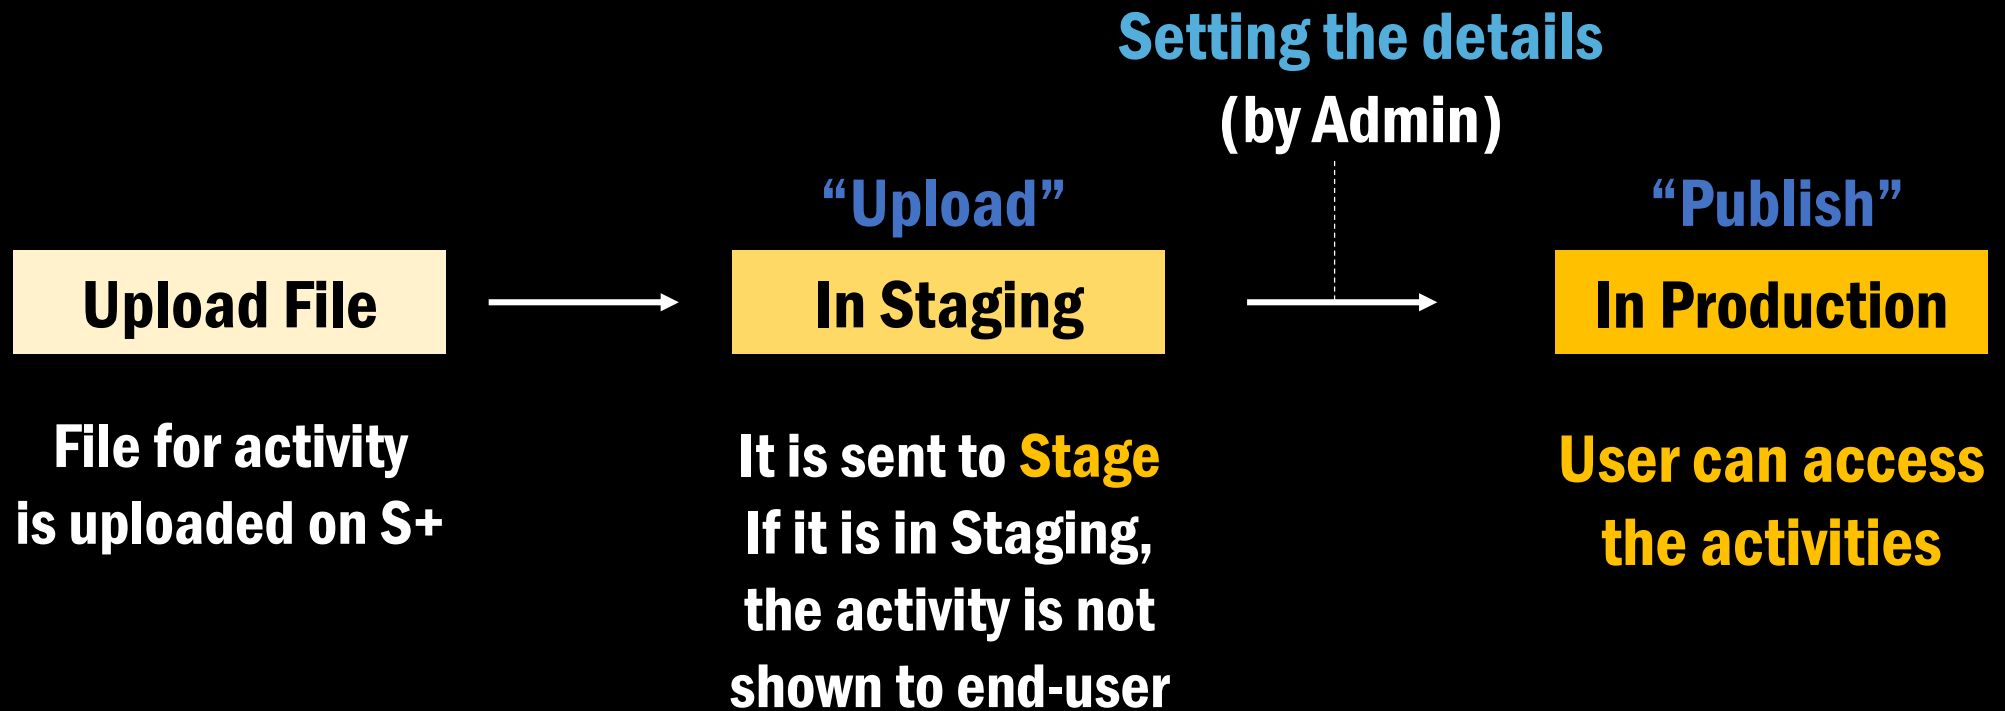 Setting the details
(by Admin)
“Upload”
“Publish”
Upload File
In Staging
In Production
File for activity
is uploaded on S+
It is sent to Stage
If it is in Staging,
the activity is not
shown to end-user
User can access
the activities